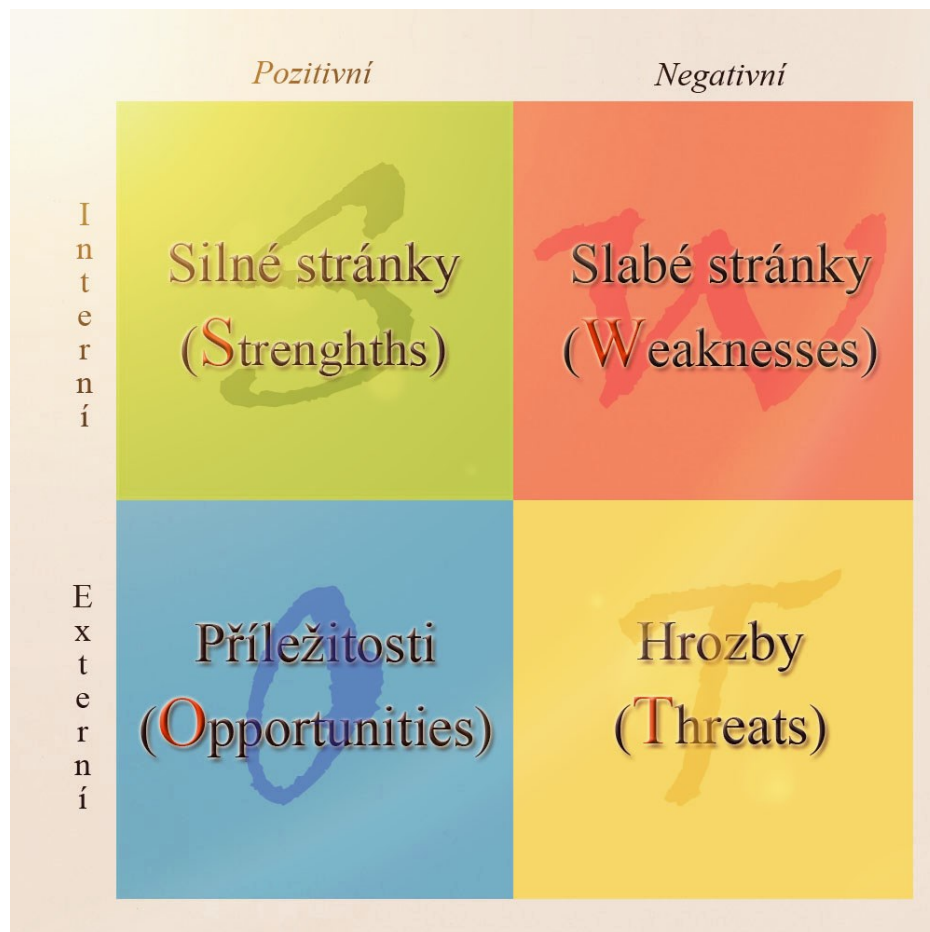 Pozitivní
Negativní
Interní
Silné stránky
(Strenghths)
Slabé stránky
(Weaknesses)
Externí
Příležitosti
(Opportunities)
Hrozby
(Threats)